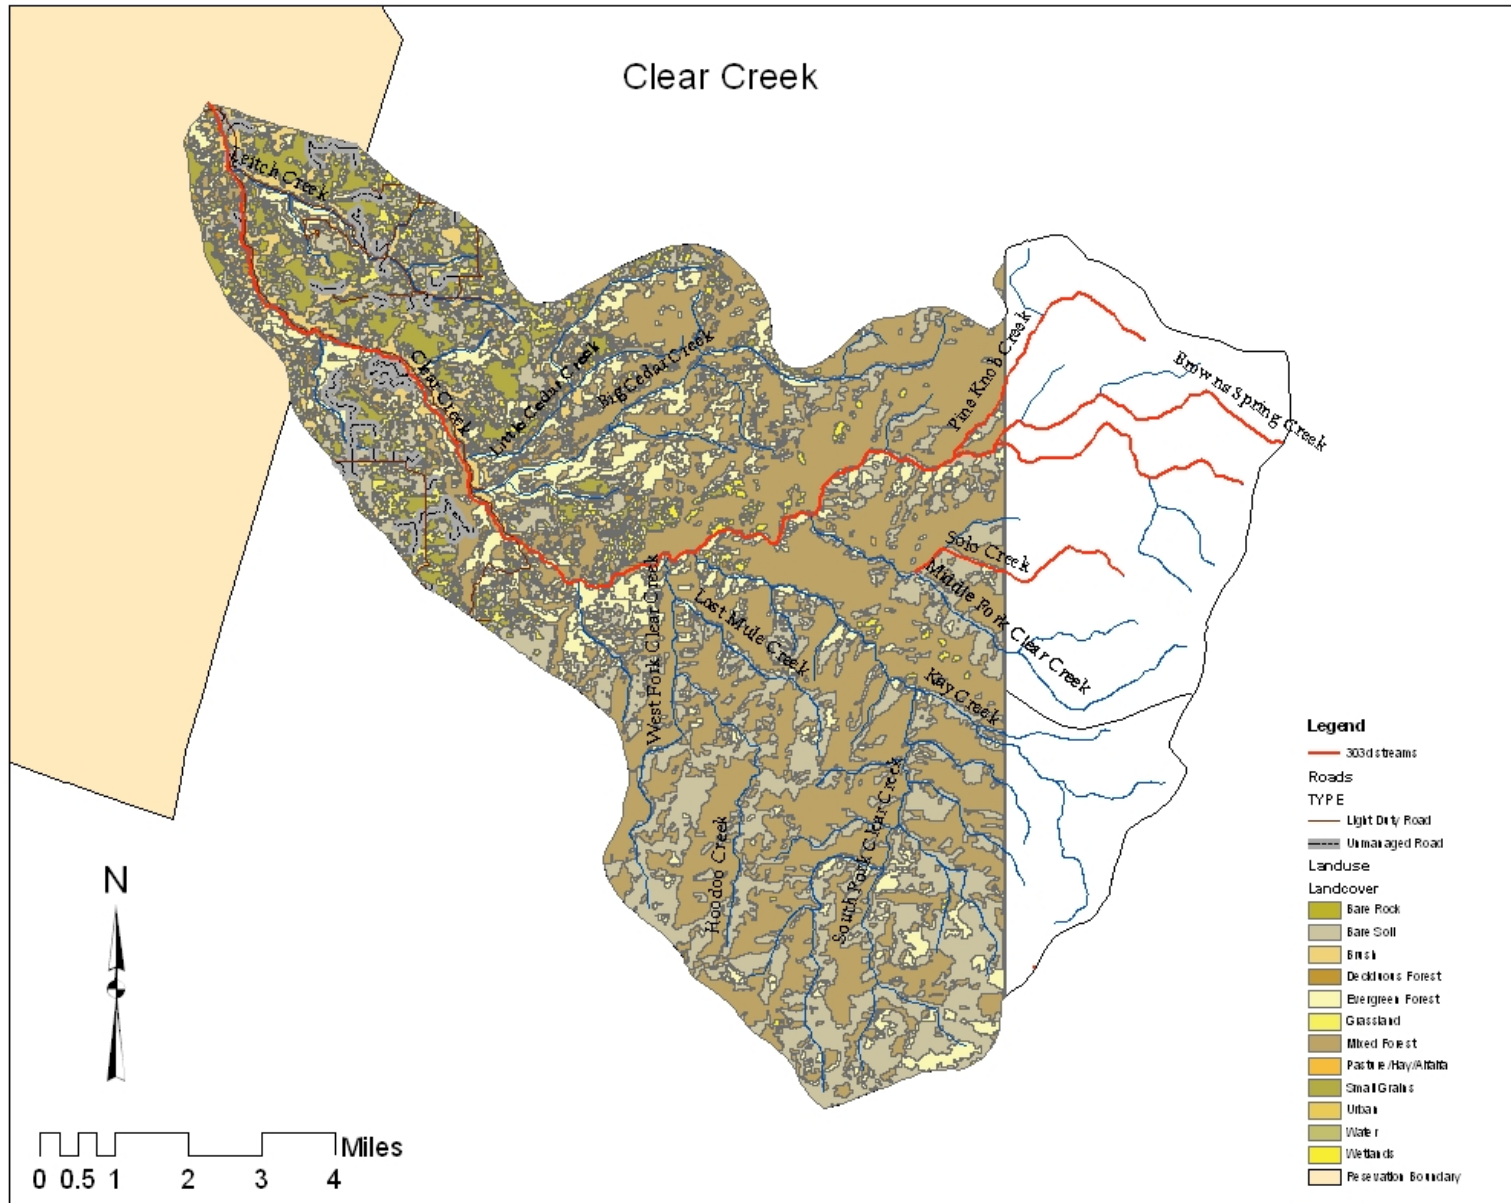 Clear Creek
Leitch Creek
Clear Creek
Little Cedar Creek
Big Cedar Creek
Pine Knob Creek
Browns Spring Creek
Solo Creek
Middle Fork Clear Creek
West Fork Clear Creek
Lost Mule Creek
Kay Creek
Hoodoo Creek
South Fork Clear Creek
N
Miles
0 0.5 1 2 3 4
Legend
303d streams
Roads
TYPE
Light Duty Road
Unmanaged Road
Landuse
Landcover
Bare Rock
Bare Soil
Brush
Deciduous Forest
Evergreen Forest
Grassland
Mixed Forest
Pasture/Hay/Alfalfa
Small Grains
Urban
Water
Wetlands
Reservation Boundary